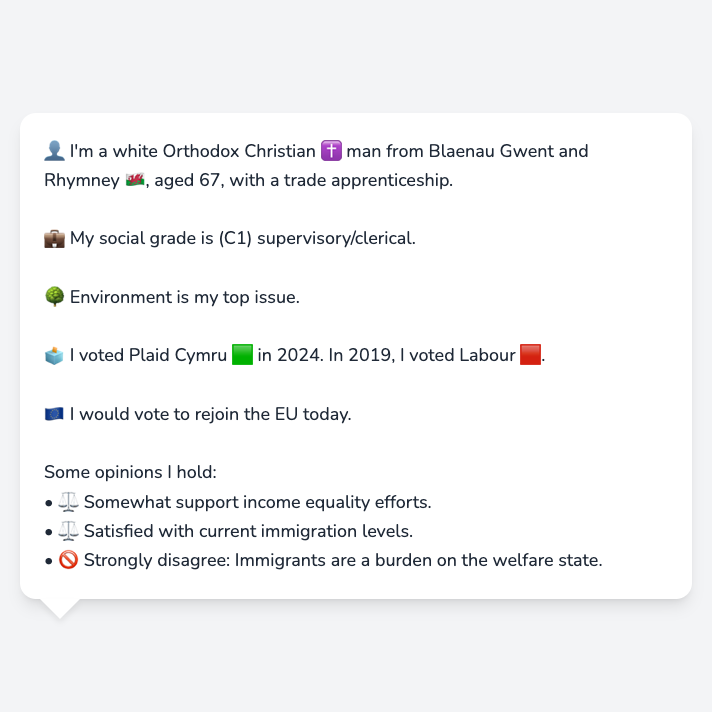 👤 I'm a white Orthodox Christian ✝️ man from Blaenau Gwent and
Rhymney 🏴󠁧󠁢󠁷󠁬󠁳󠁿, aged 67, with a trade apprenticeship.
💼 My social grade is (C1) supervisory/clerical.
🌳 Environment is my top issue.
🗳️ I voted Plaid Cymru 🟩 in 2024. In 2019, I voted Labour 🟥.
🇪🇺 I would vote to rejoin the EU today.
Some opinions I hold:
• ⚖️ Somewhat support income equality efforts.
• ⚖️ Satisfied with current immigration levels.
• 🚫 Strongly disagree: Immigrants are a burden on the welfare state.